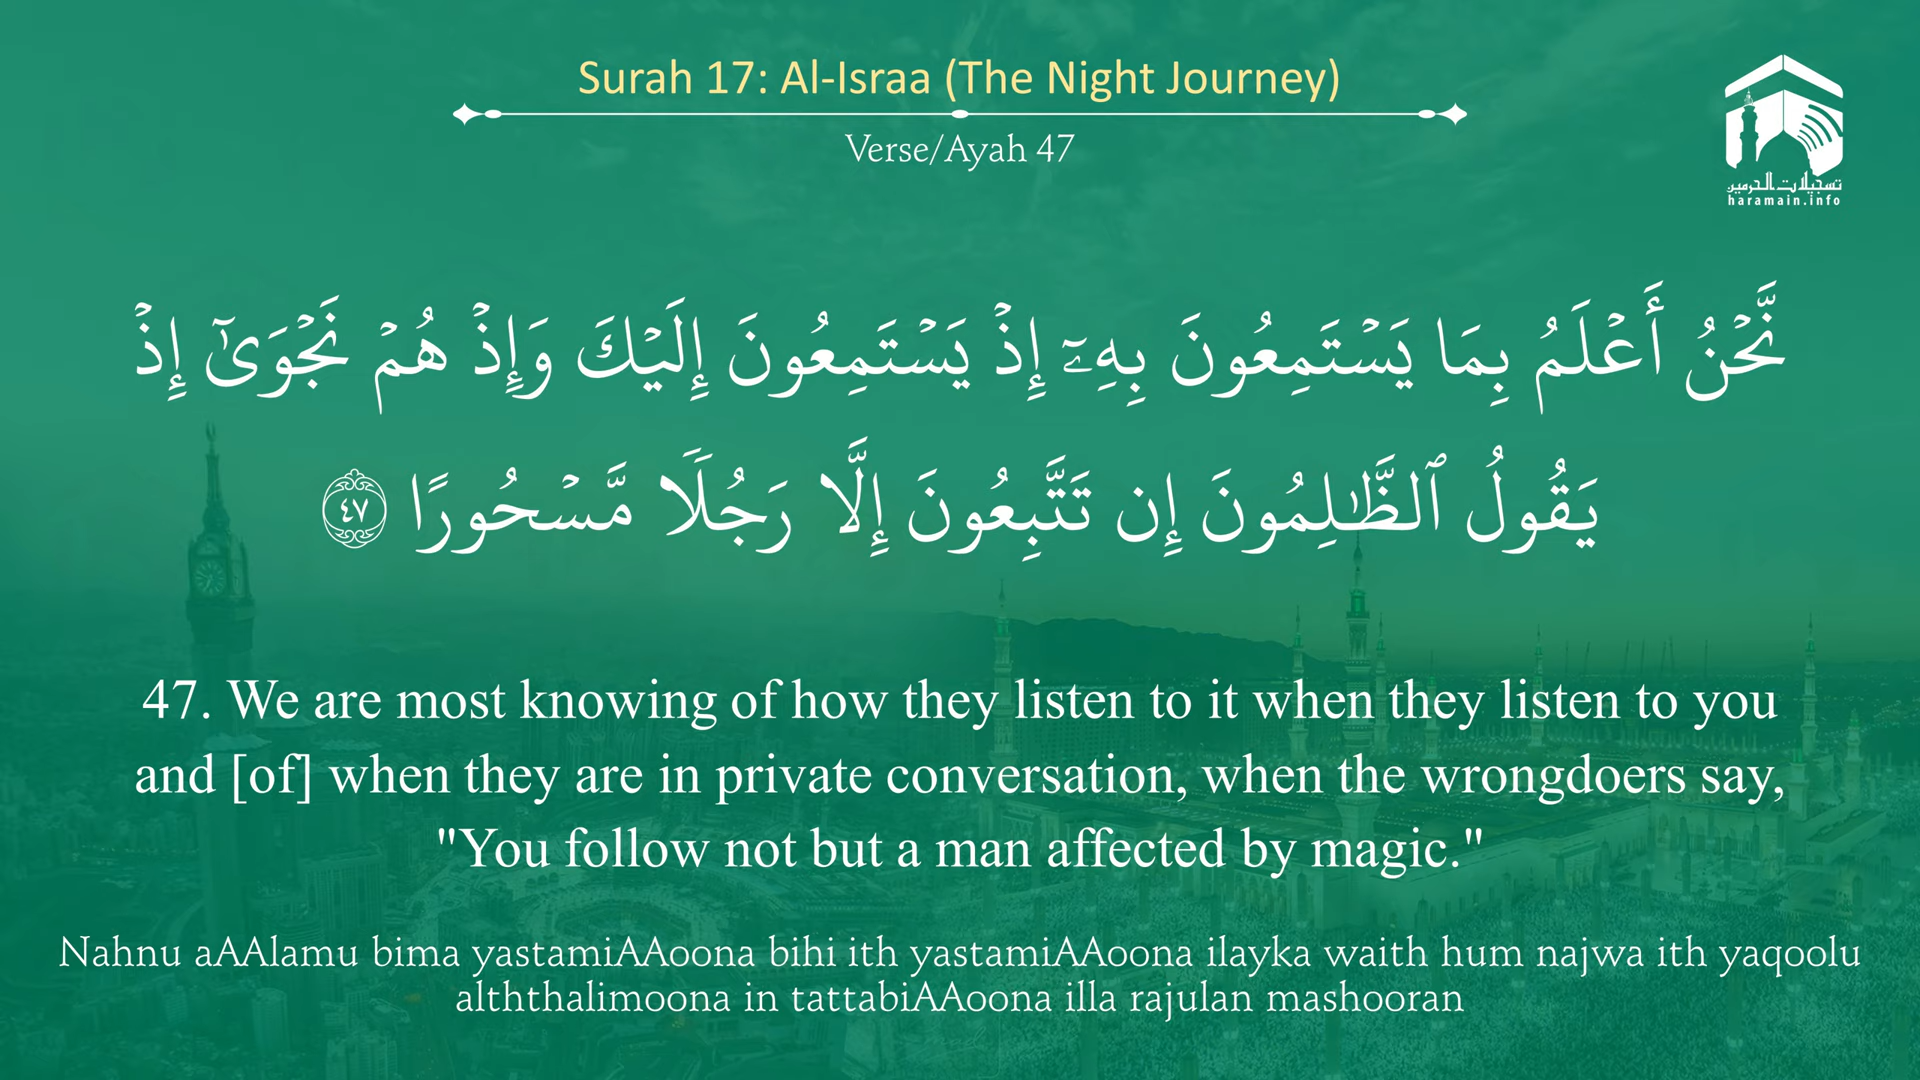 Surah 17: Al-Israa (The Night Journey)
Verse/Ayah 47
تسجيلات الحرمين
haramain.info
نَّحْنُ أَعْلَمُ بِمَا يَسْتَمِعُونَ بِهِۦٓ إِذْ يَسْتَمِعُونَ إِلَيْكَ وَإِذْ هُمْ نَجْوَىٰٓ إِذْ
يَقُولُ ٱلظَّـٰلِمُونَ إِن تَتَّبِعُونَ إِلَّا رَجُلًا مَّسْحُورًا ٤٧
47. We are most knowing of how they listen to it when they listen to you
and [of] when they are in private conversation, when the wrongdoers say,
"You follow not but a man affected by magic."
Nahnu aAAlamu bima yastamiAAoona bihi ith yastamiAAoona ilayka waith hum najwa ith yaqoolu
alththalimoona in tattabiAAoona illa rajulan mashooran